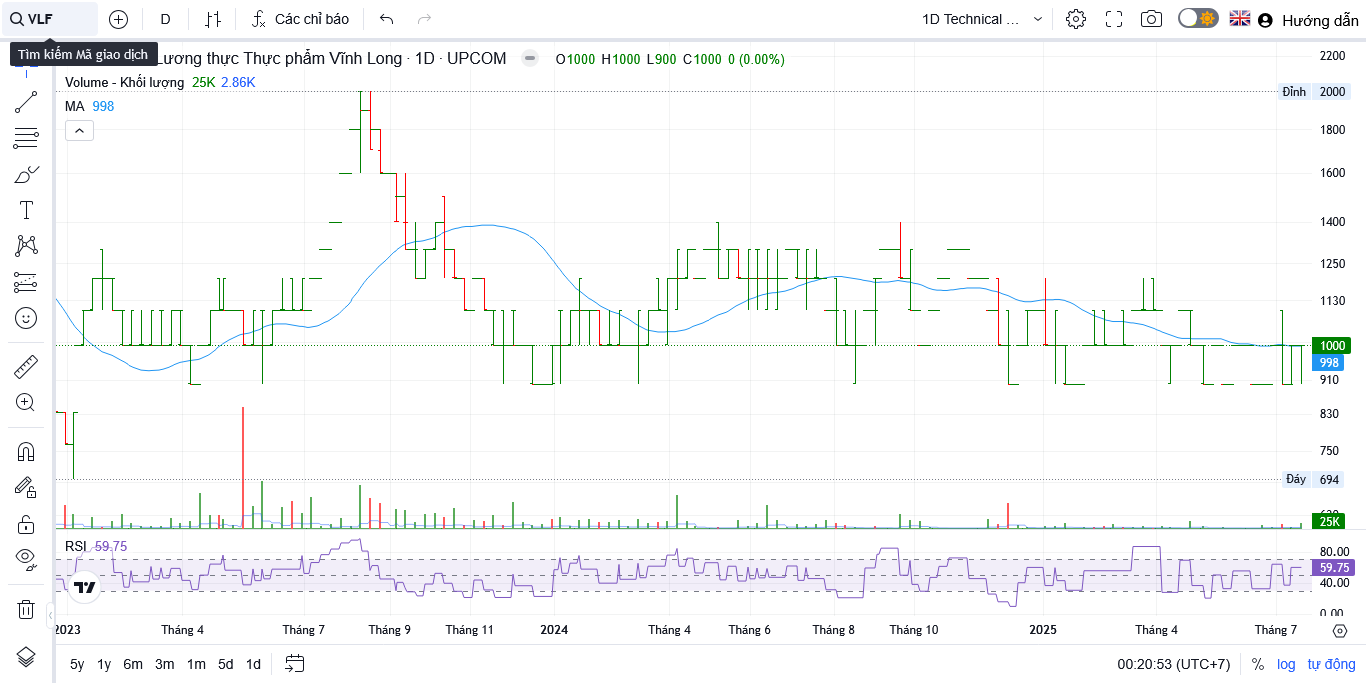 VLF
D
Các chỉ báo
1D Technical ...
Hướng dẫn
Tìm kiếm Mã giao dịch
Lương thực Thực phẩm Vĩnh Long · 1D · UPCOM
O1000 H1000 L900 C1000 0 (0.00%)
Volume - Khối lượng 25K 2.86K
MA 998
2200
Đỉnh 2000
1800
1600
1400
1250
1130
1000
998
910
830
750
Đáy 694
25K
RSI 59.75
80.00
59.75
40.00
0.00
2023 Tháng 4 Tháng 7 Tháng 9 Tháng 11 2024 Tháng 4 Tháng 6 Tháng 8 Tháng 10 2025 Tháng 4 Tháng 7
5y 1y 6m 3m 1m 5d 1d
00:20:53 (UTC+7) % log tự động